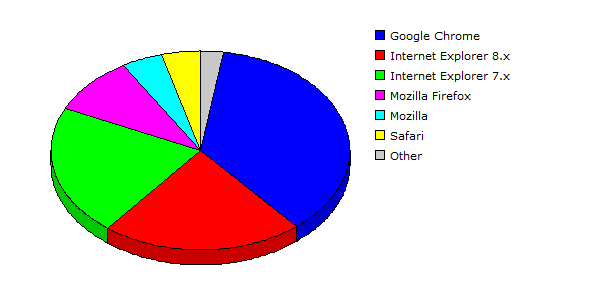 Google Chrome
Internet Explorer 8.x
Internet Explorer 7.x
Mozilla Firefox
Mozilla
Safari
Other